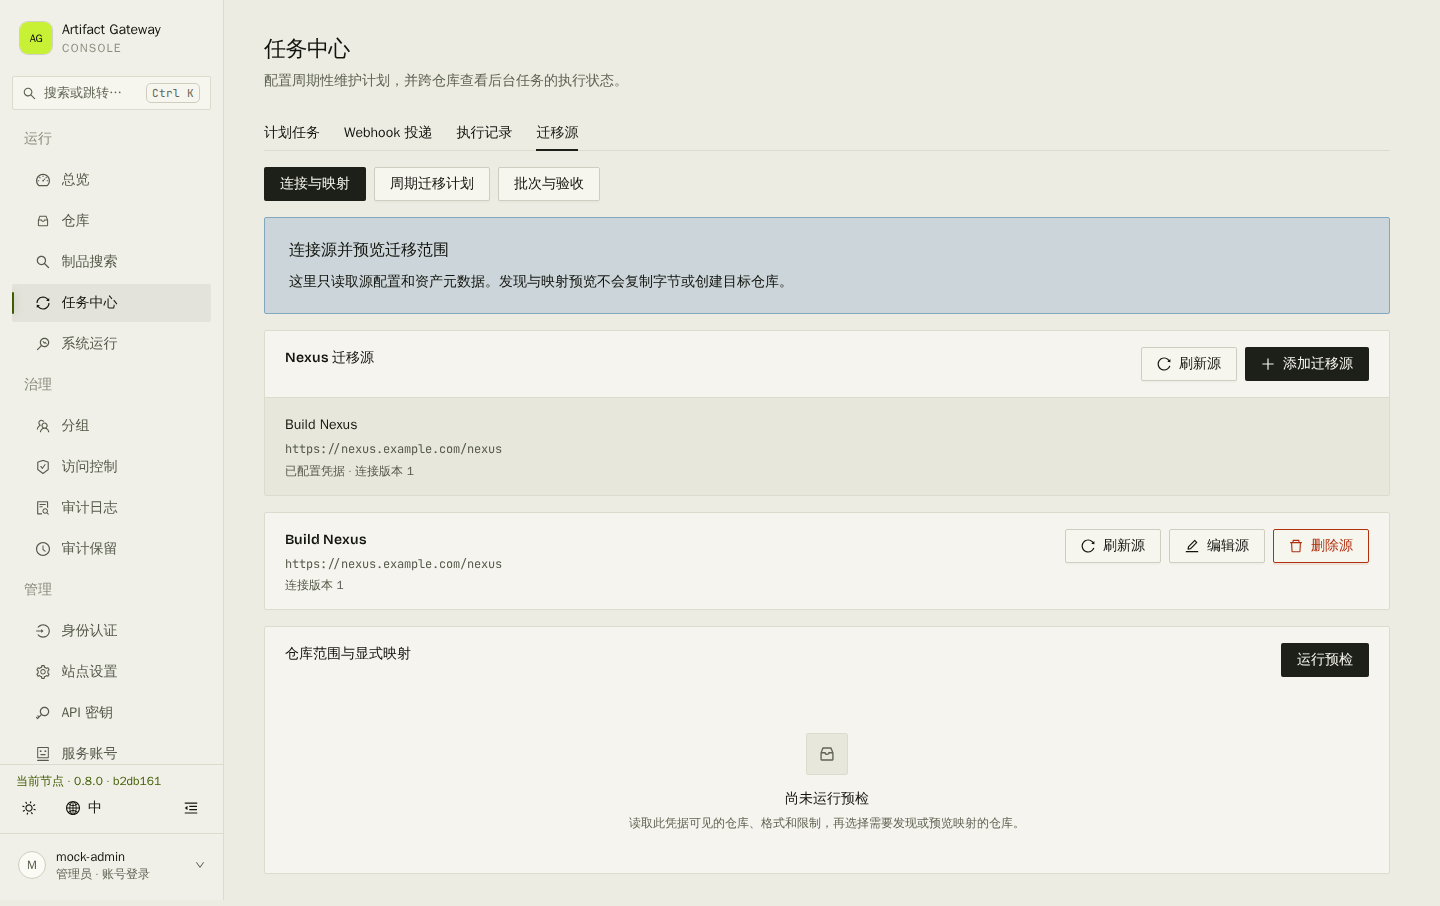 AG
Artifact Gateway
CONSOLE
搜索或跳转…
Ctrl K
运行
总览
仓库
制品搜索
任务中心
系统运行
治理
分组
访问控制
审计日志
审计保留
管理
身份认证
站点设置
API 密钥
服务账号
当前节点 · 0.8.0 · b2db161
中
M
mock-admin
管理员 · 账号登录
任务中心
配置周期性维护计划，并跨仓库查看后台任务的执行状态。
计划任务 Webhook 投递 执行记录 迁移源
连接与映射 周期迁移计划 批次与验收
连接源并预览迁移范围
这里只读取源配置和资产元数据。发现与映射预览不会复制字节或创建目标仓库。
Nexus 迁移源
刷新源 添加迁移源
Build Nexus
https://nexus.example.com/nexus
已配置凭据 · 连接版本 1
Build Nexus
https://nexus.example.com/nexus
连接版本 1
刷新源 编辑源 删除源
仓库范围与显式映射
运行预检
尚未运行预检
读取此凭据可见的仓库、格式和限制，再选择需要发现或预览映射的仓库。